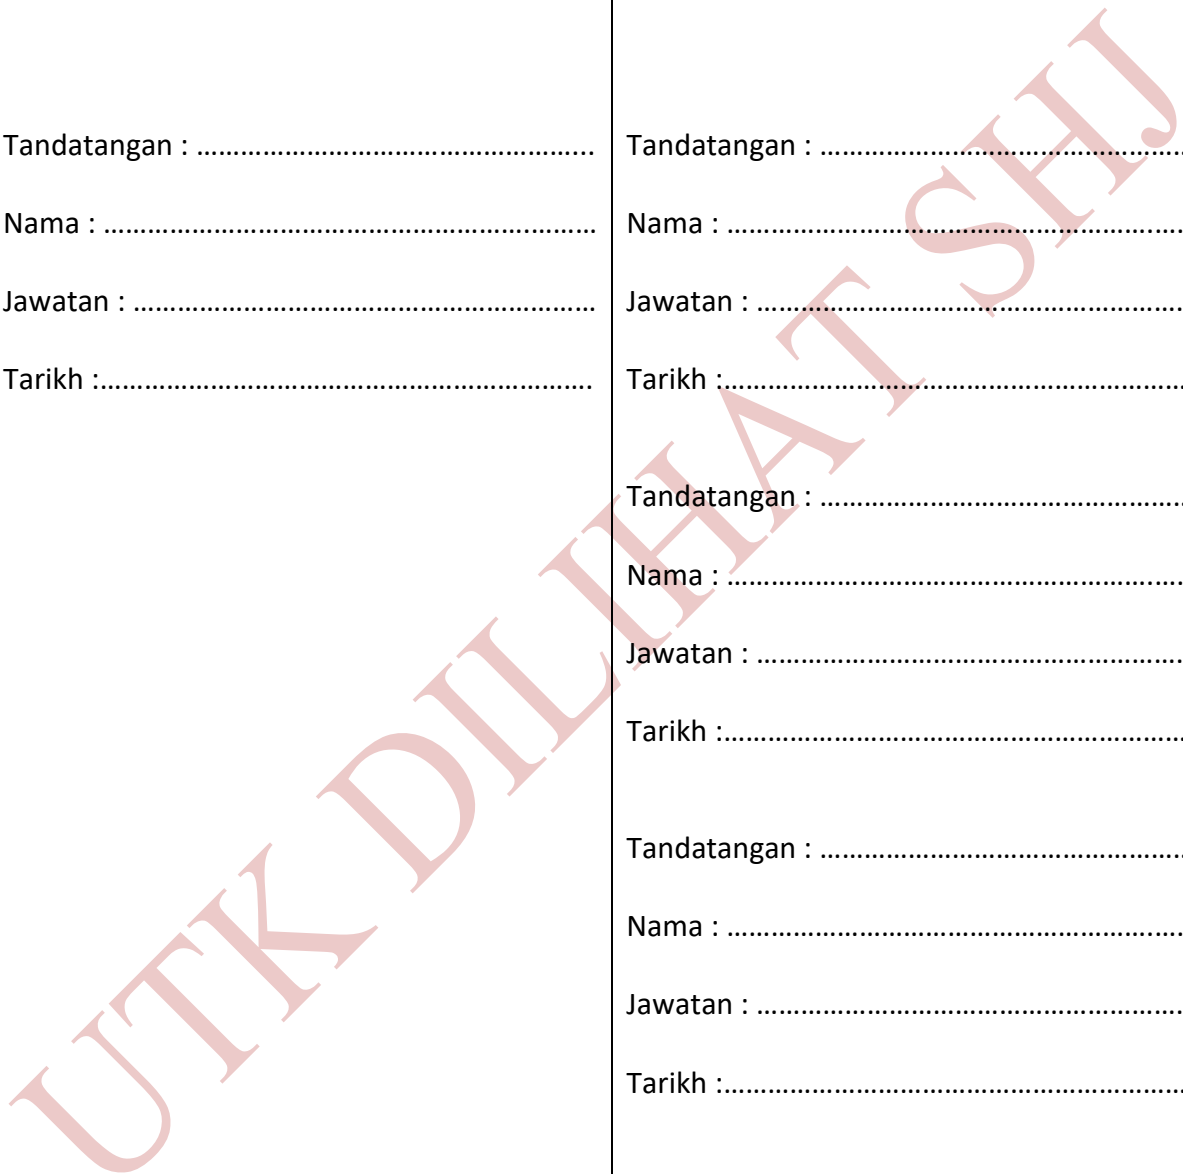 Tandatangan : ......................................................
Nama : ...................................................................
Jawatan : ...............................................................
Tarikh :...................................................................
Tandatangan : ..................................................
Nama : ..............................................................
Jawatan : ..........................................................
Tarikh :..............................................................
Tandatangan : ..................................................
Nama : ..............................................................
Jawatan : ..........................................................
Tarikh :..............................................................
Tandatangan : ..................................................
Nama : ..............................................................
Jawatan : ..........................................................
Tarikh :..............................................................
UTK DILIHAT SHJ